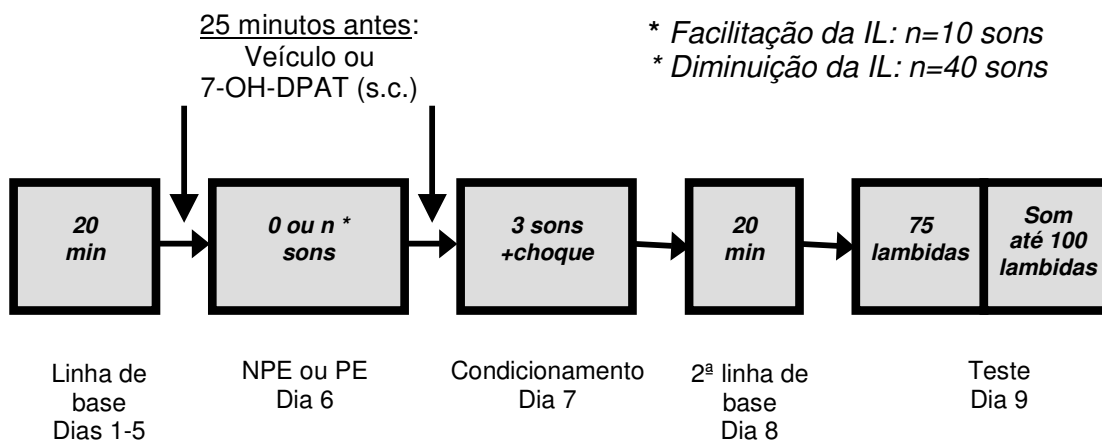 25 minutos antes:
Veículo ou
7-OH-DPAT (s.c.)
* Facilitação da IL: n=10 sons
* Diminuição da IL: n=40 sons
20
min
0 ou n *
sons
3 sons
+choque
20
min
75
lambidas
Som
até 100
lambidas
Linha de
base
Dias 1-5
NPE ou PE
Dia 6
Condicionamento
Dia 7
2ª linha de
base
Dia 8
Teste
Dia 9